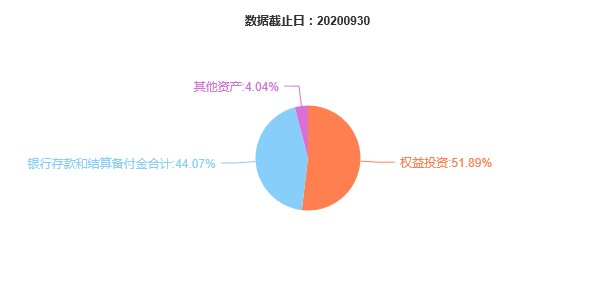 数据截止日：20200930
其他资产:4.04%
银行存款和结算备付金合计:44.07%
权益投资:51.89%